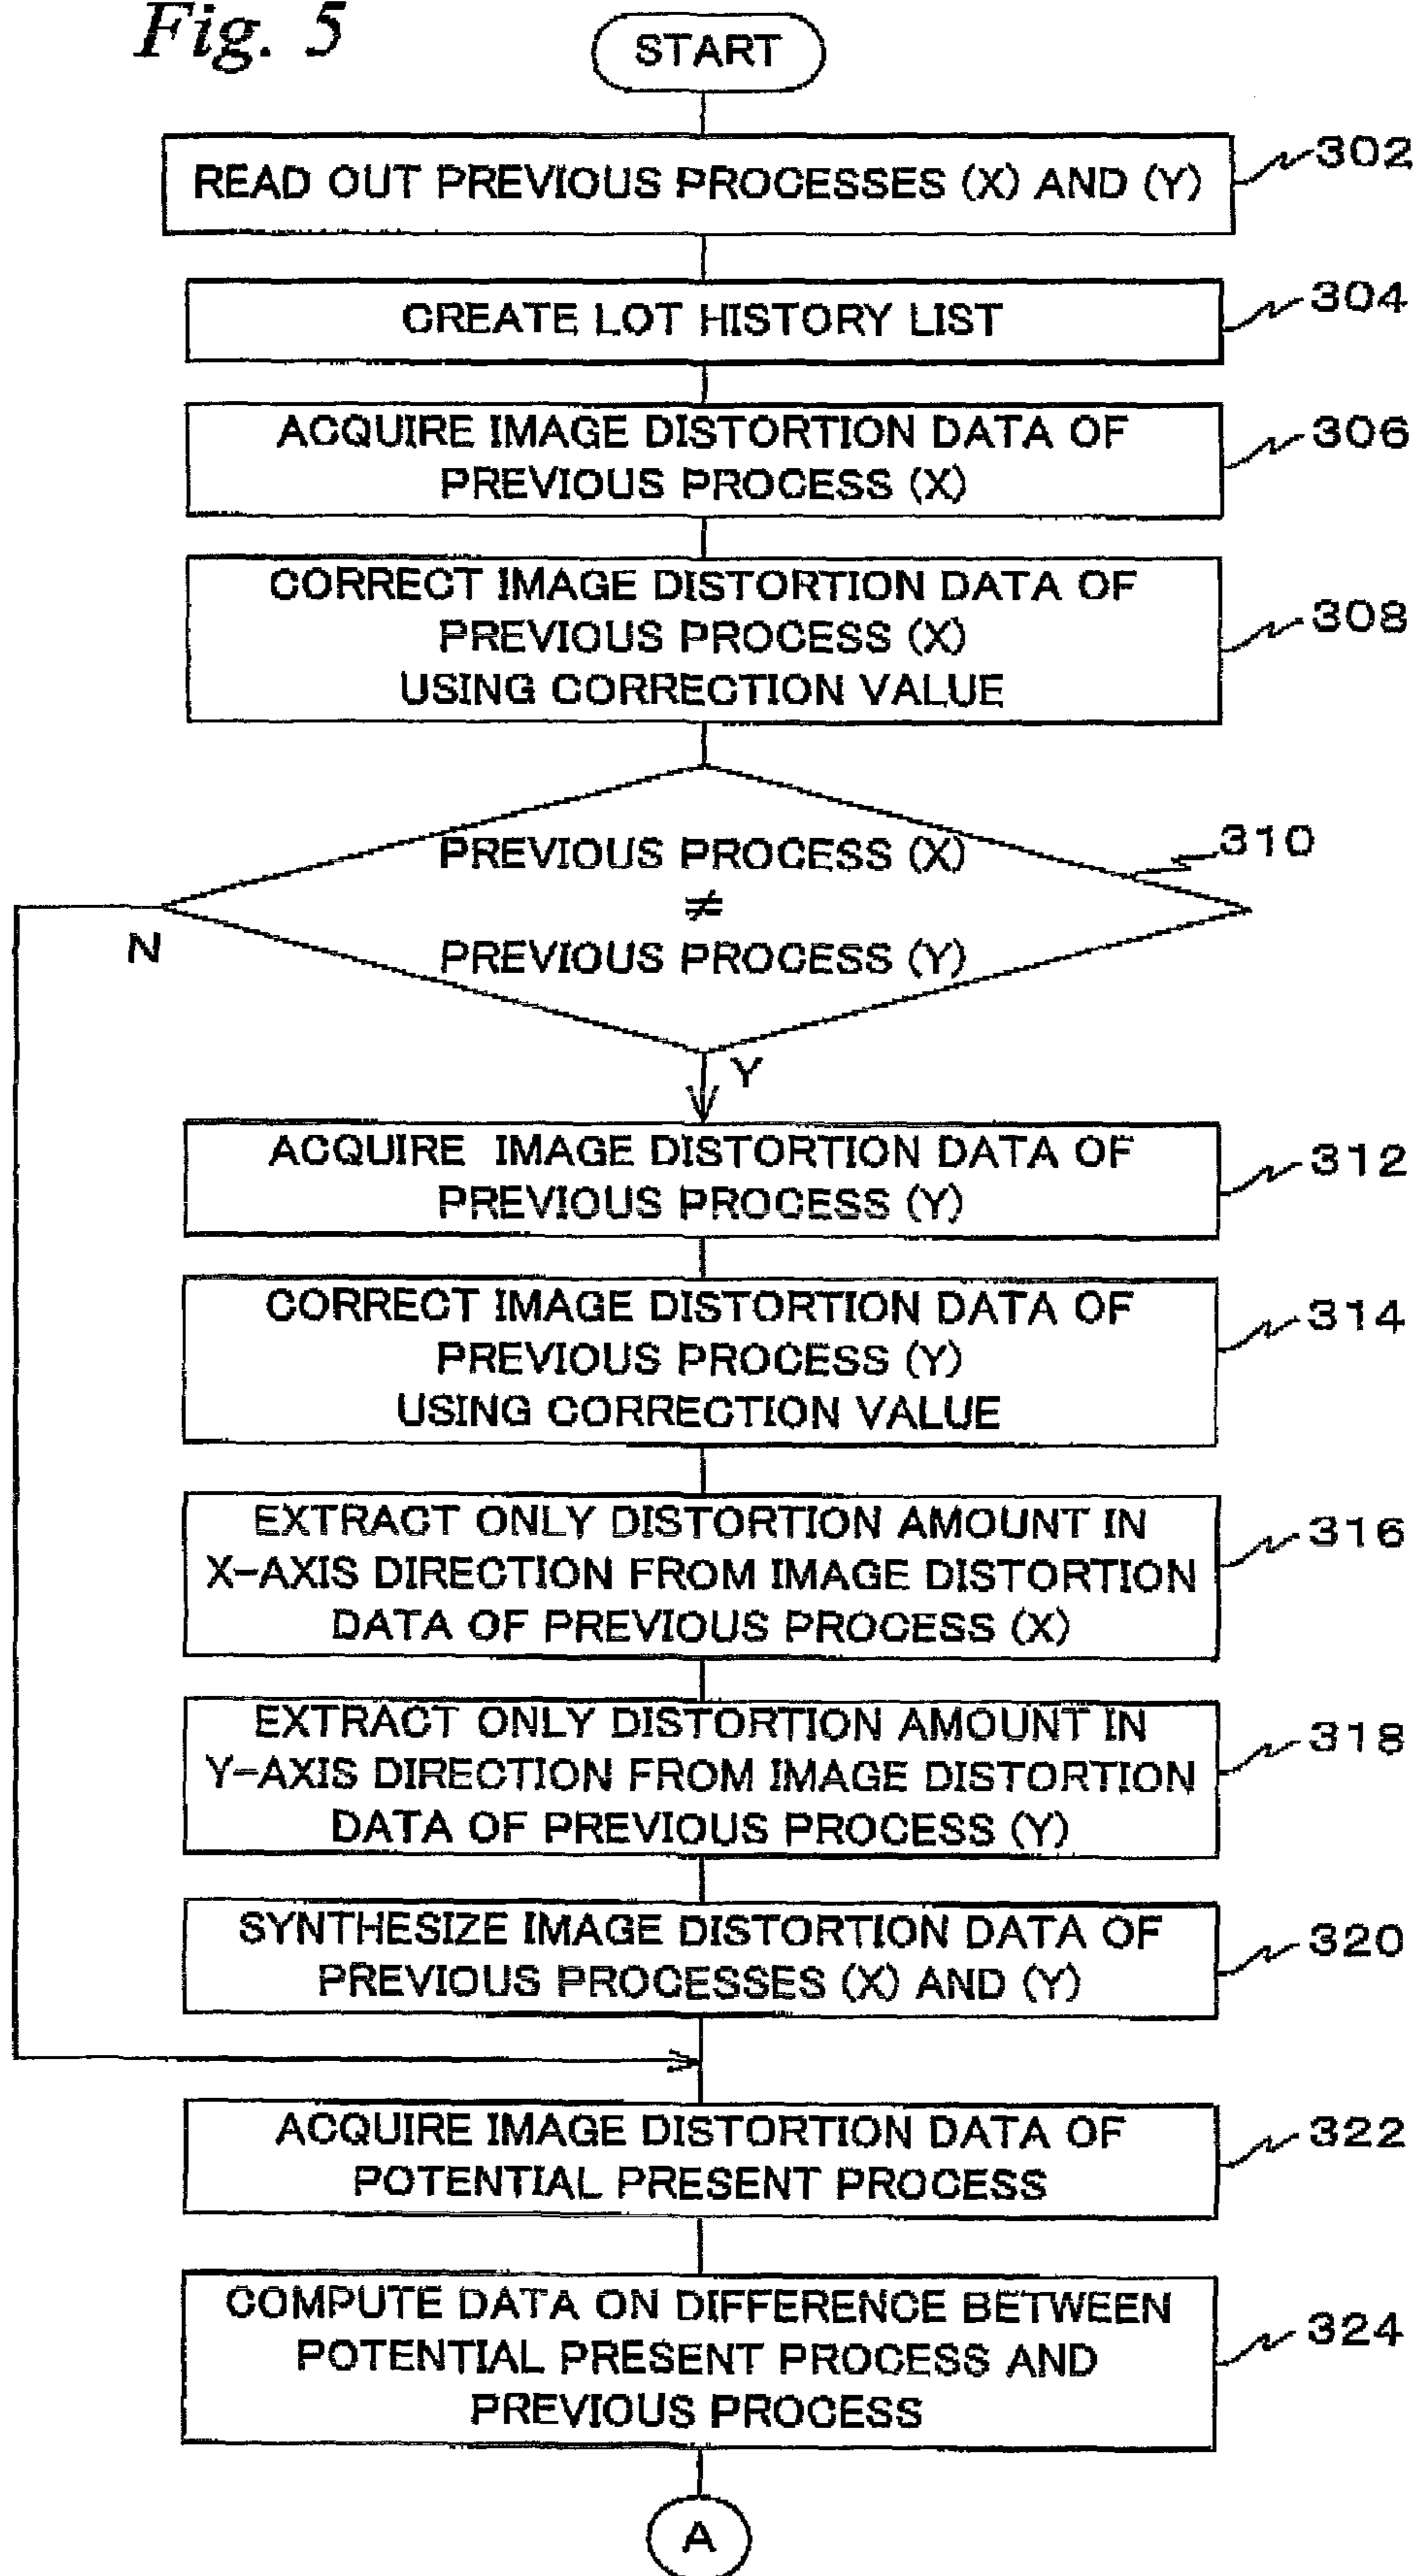 Fig. 5
START
READ OUT PREVIOUS PROCESSES (X) AND (Y)
302
CREATE LOT HISTORY LIST
304
ACQUIRE IMAGE DISTORTION DATA OF
PREVIOUS PROCESS (X)
306
CORRECT IMAGE DISTORTION DATA OF
PREVIOUS PROCESS (X)
USING CORRECTION VALUE
308
PREVIOUS PROCESS (X)
≠
PREVIOUS PROCESS (Y)
310
N
Y
ACQUIRE IMAGE DISTORTION DATA OF
PREVIOUS PROCESS (Y)
312
CORRECT IMAGE DISTORTION DATA OF
PREVIOUS PROCESS (Y)
USING CORRECTION VALUE
314
EXTRACT ONLY DISTORTION AMOUNT IN
X-AXIS DIRECTION FROM IMAGE DISTORTION
DATA OF PREVIOUS PROCESS (X)
316
EXTRACT ONLY DISTORTION AMOUNT IN
Y-AXIS DIRECTION FROM IMAGE DISTORTION
DATA OF PREVIOUS PROCESS (Y)
318
SYNTHESIZE IMAGE DISTORTION DATA OF
PREVIOUS PROCESSES (X) AND (Y)
320
ACQUIRE IMAGE DISTORTION DATA OF
POTENTIAL PRESENT PROCESS
322
COMPUTE DATA ON DIFFERENCE BETWEEN
POTENTIAL PRESENT PROCESS AND
PREVIOUS PROCESS
324
A